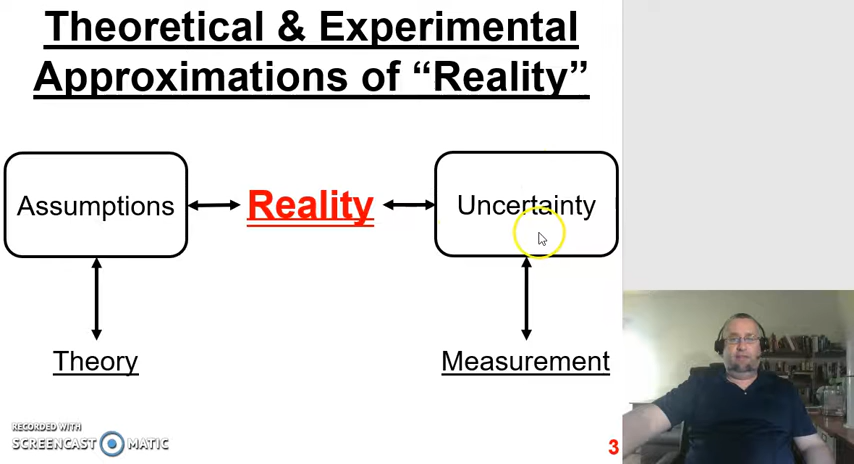 Theoretical & Experimental
Approximations of “Reality”
Assumptions
Reality
Uncertainty
Theory
Measurement
RECORDED WITH
SCREENCAST MATIC
3